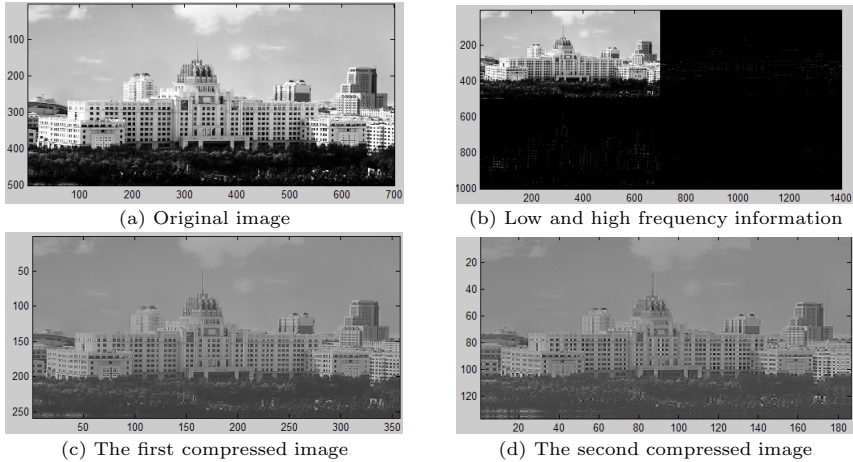 0
100
200
300
400
500
100 200 300 400 500 600 700
(a) Original image
200
400
600
800
1000
200 400 600 800 1000 1200 1400
(b) Low and high frequency information
50
100
150
200
250
50 100 150 200 250 300 350
(c) The first compressed image
20
40
60
80
100
120
20 40 60 80 100 120 140 160 180
(d) The second compressed image